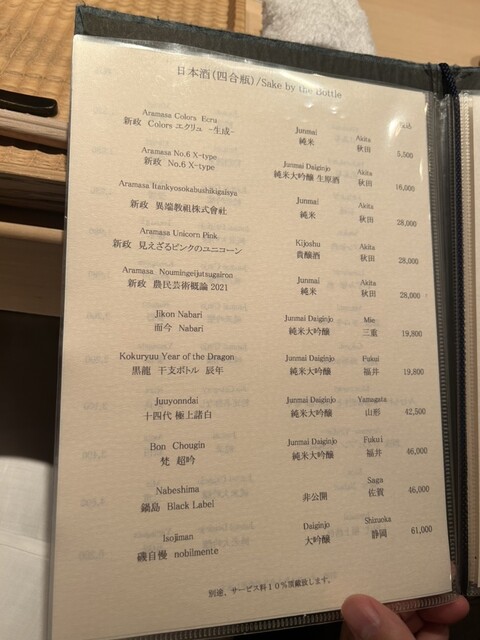 日本酒(四合瓶)/Sake by the Bottle
税込
Aramasa Colors Ecru Junmai Akita
新政 Colors エクリュ -生成- 純米 秋田 5,500
Aramasa No.6 X-type Junmai Daiginjo Akita
新政 No.6 X-type 純米大吟醸 生原酒 秋田 16,000
Aramasa Itankyosokabushikigaisya Junmai Akita
新政 異端教祖株式會社 純米 秋田 28,000
Aramasa Unicorn Pink Kijoshu Akita
新政 見えざるピンクのユニコーン 貴醸酒 秋田 28,000
Aramasa Noumingeijutsugairon Junmai Akita
新政 農民芸術概論 2021 純米 秋田 28,000
Jikon Nabari Junmai Daiginjo Mie
而今 Nabari 純米大吟醸 三重 19,800
Kokuryuu Year of the Dragon Junmai Daiginjo Fukui
黒龍 干支ボトル 辰年 純米大吟醸 福井 19,800
Juuyonndai Junmai Daiginjo Yamagata
十四代 極上諸白 純米大吟醸 山形 42,500
Bon Chougin Junmai Daiginjo Fukui
梵 超吟 純米大吟醸 福井 46,000
Nabeshima Saga
鍋島 Black Label 非公開 佐賀 46,000
Isojiman Daiginjo Shizuoka
磯自慢 nobilmente 大吟醸 静岡 61,000
別途、サービス料10%頂戴致します。